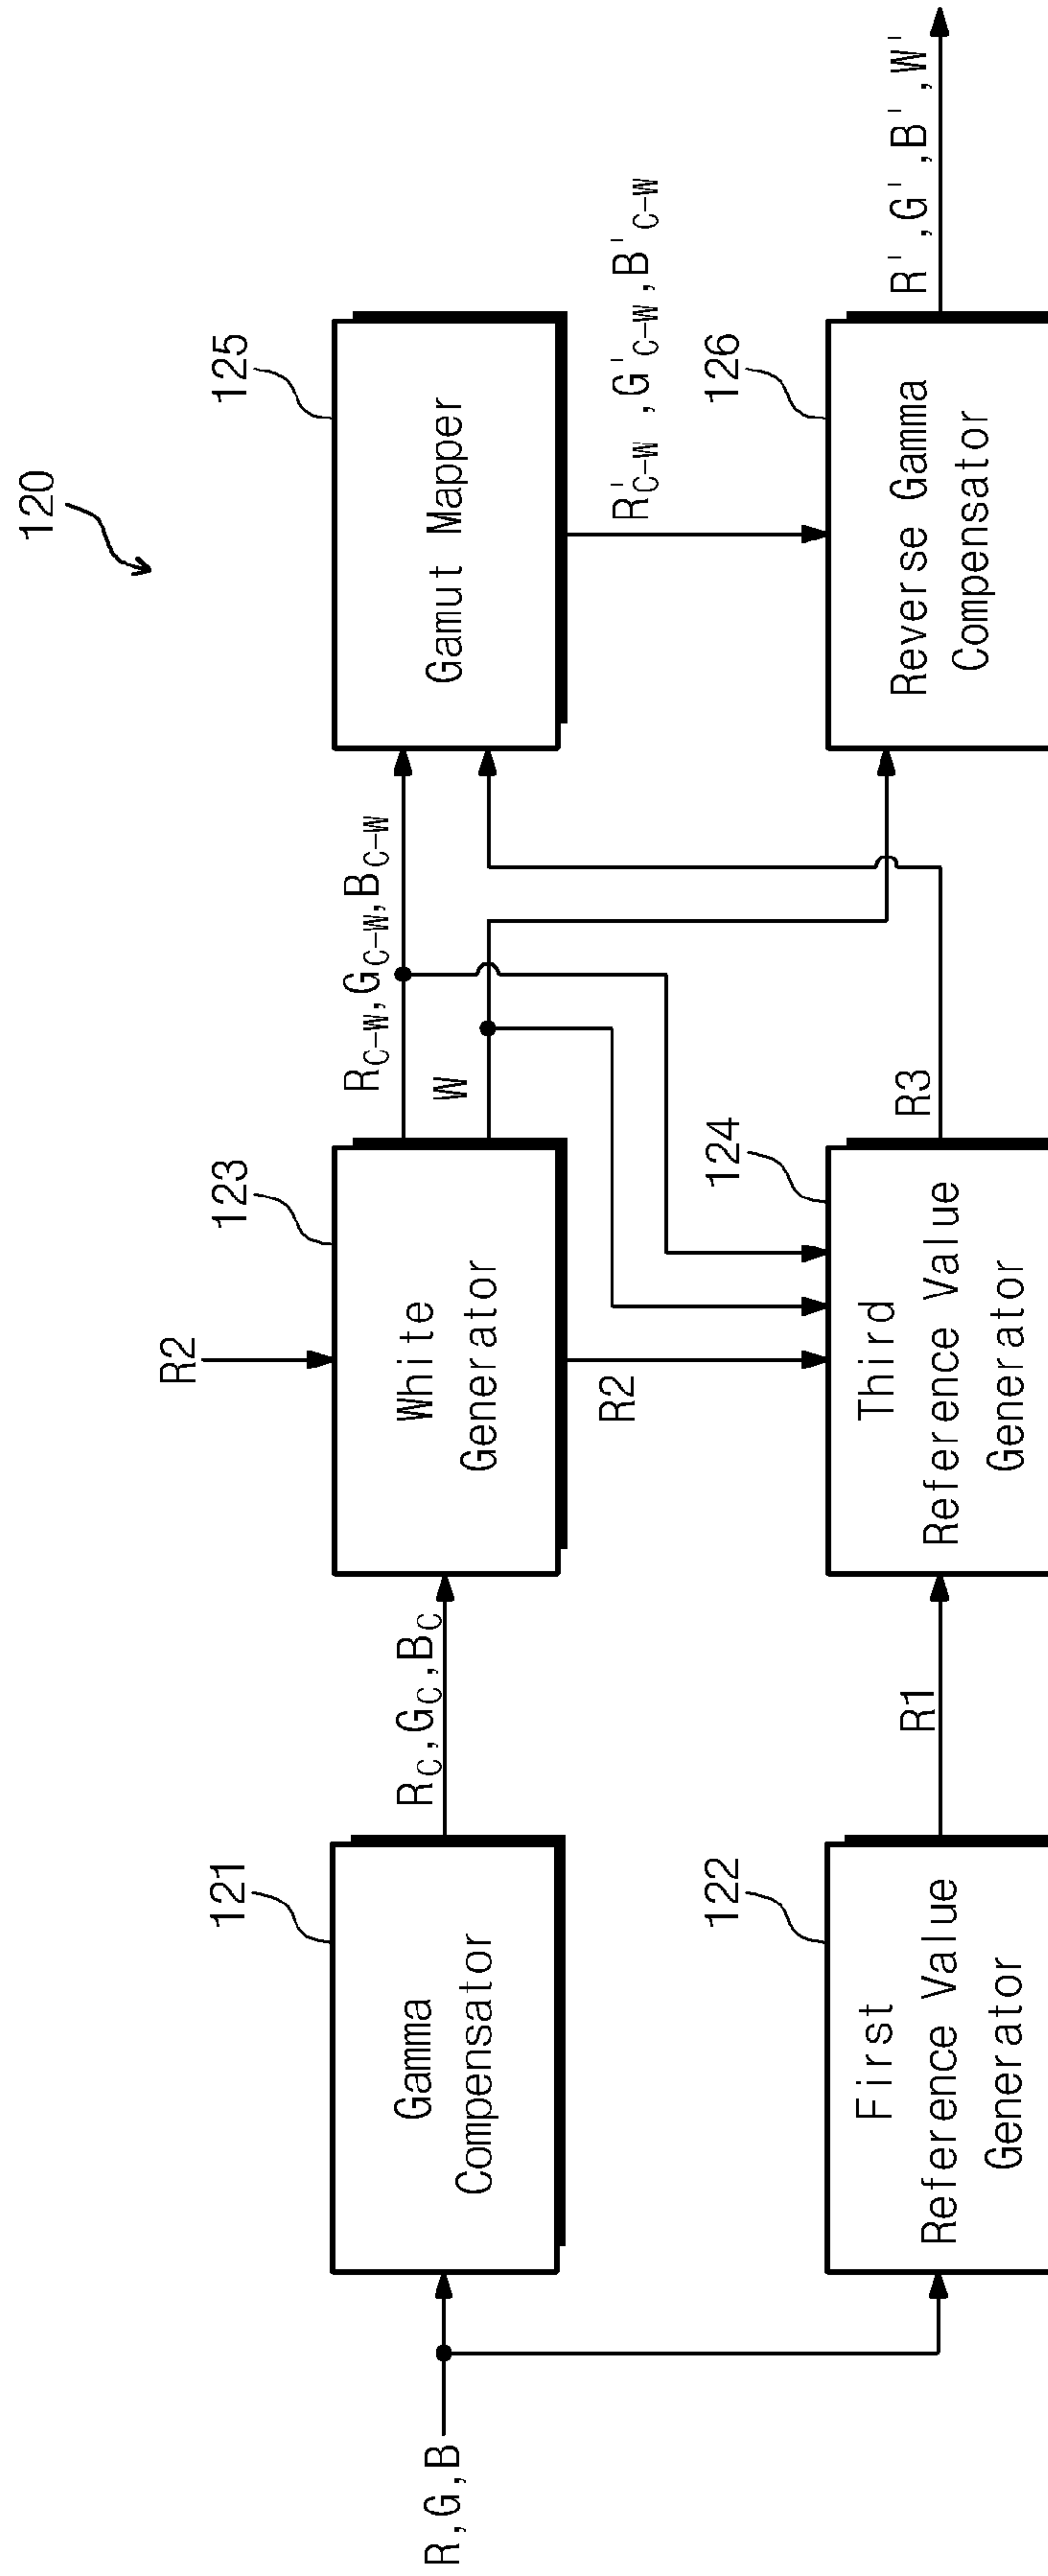 120
R2
121
123
125
R,G,B
Gamma
Compensator
R_C,G_C,B_C
White
Generator
R_C-W,G_C-W,B_C-W
W
Gamut Mapper
R2
R'_C-W,G'_C-W,B'_C-W
122
124
126
First
Reference Value
Generator
R1
Third
Reference Value
Generator
R3
Reverse Gamma
Compensator
R',G',B',W'